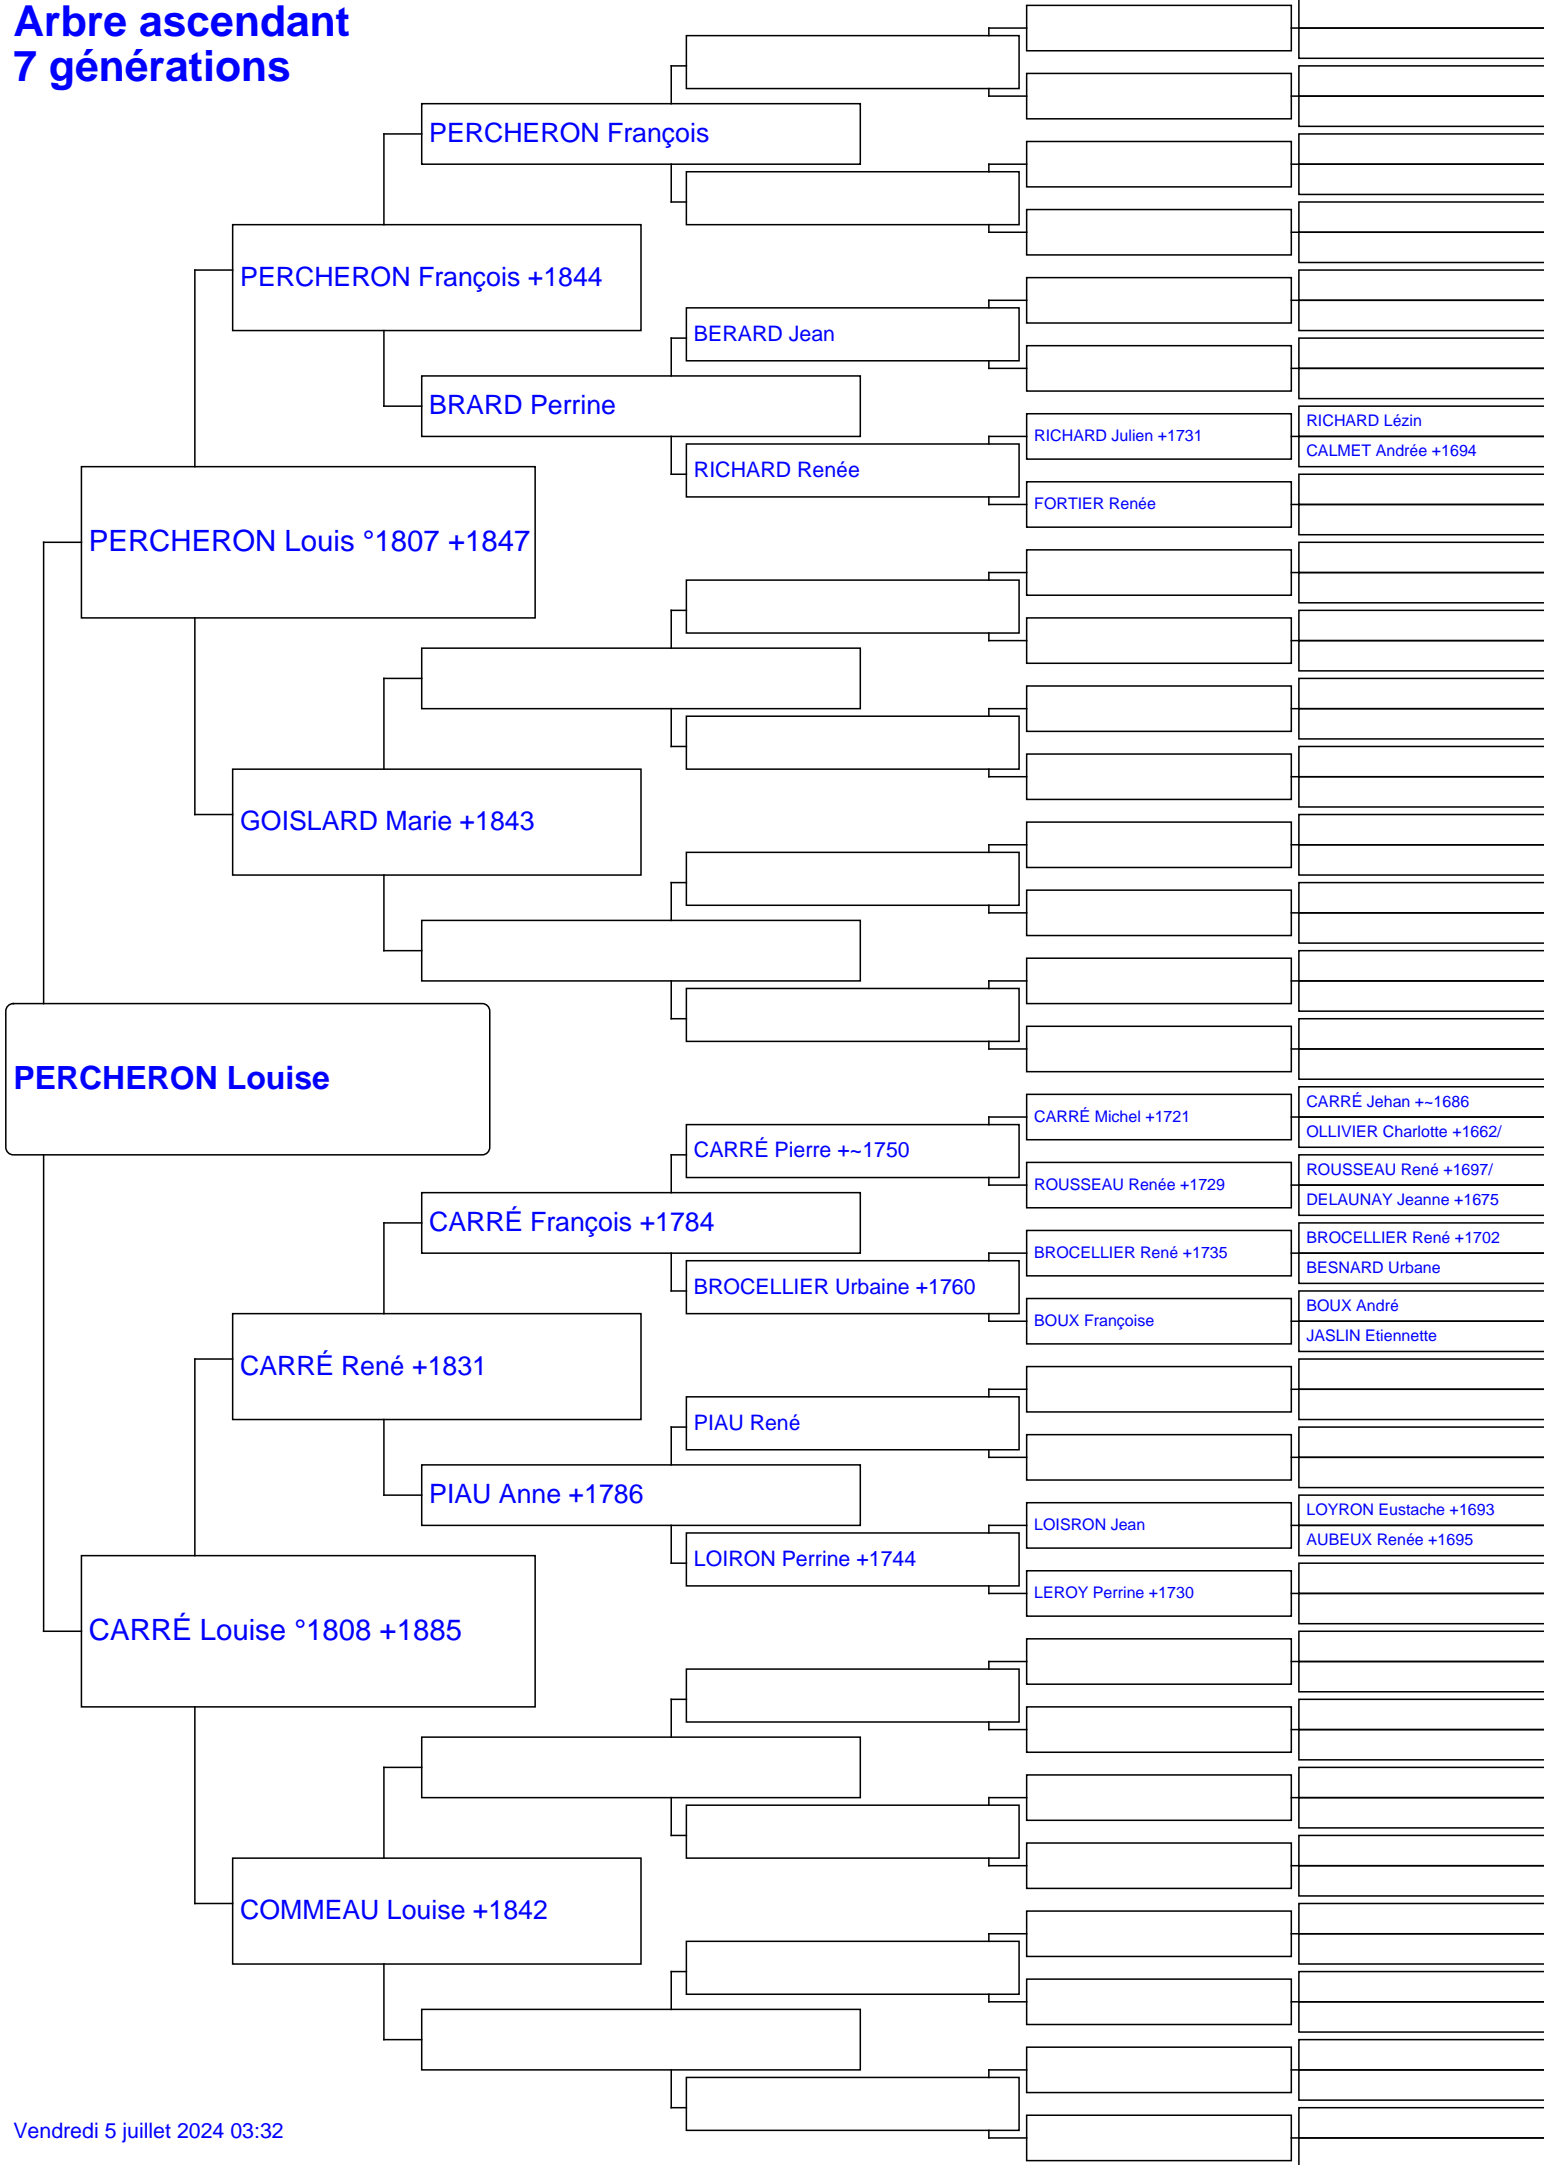 Arbre ascendant
7 générations
PERCHERON François
PERCHERON François +1844
BERARD Jean
BRARD Perrine
RICHARD Lézin
RICHARD Julien +1731
CALMET Andrée +1694
RICHARD Renée
FORTIER Renée
PERCHERON Louis °1807 +1847
GOISLARD Marie +1843
PERCHERON Louise
CARRÉ Jehan +~1686
CARRÉ Michel +1721
OLLIVIER Charlotte +1662/
CARRÉ Pierre +~1750
ROUSSEAU René +1697/
ROUSSEAU Renée +1729
DELAUNAY Jeanne +1675
CARRÉ François +1784
BROCELLIER René +1702
BROCELLIER René +1735
BESNARD Urbane
BROCELLIER Urbaine +1760
BOUX André
BOUX Françoise
JASLIN Etiennette
CARRÉ René +1831
PIAU René
PIAU Anne +1786
LOYRON Eustache +1693
LOISRON Jean
AUBEUX Renée +1695
LOIRON Perrine +1744
LEROY Perrine +1730
CARRÉ Louise °1808 +1885
COMMEAU Louise +1842
Vendredi 5 juillet 2024 03:32